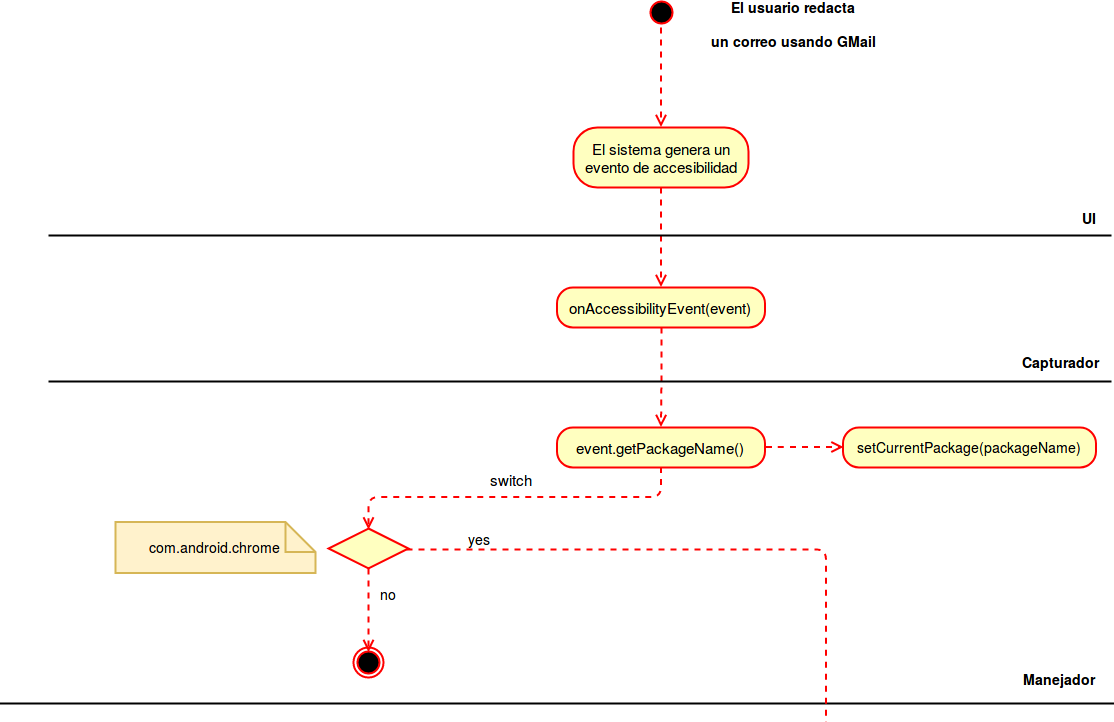 El usuario redacta
un correo usando GMail
El sistema genera un
evento de accesibilidad
UI
onAccessibilityEvent(event)
Capturador
event.getPackageName()
setCurrentPackage(packageName)
switch
com.android.chrome
yes
no
Manejador